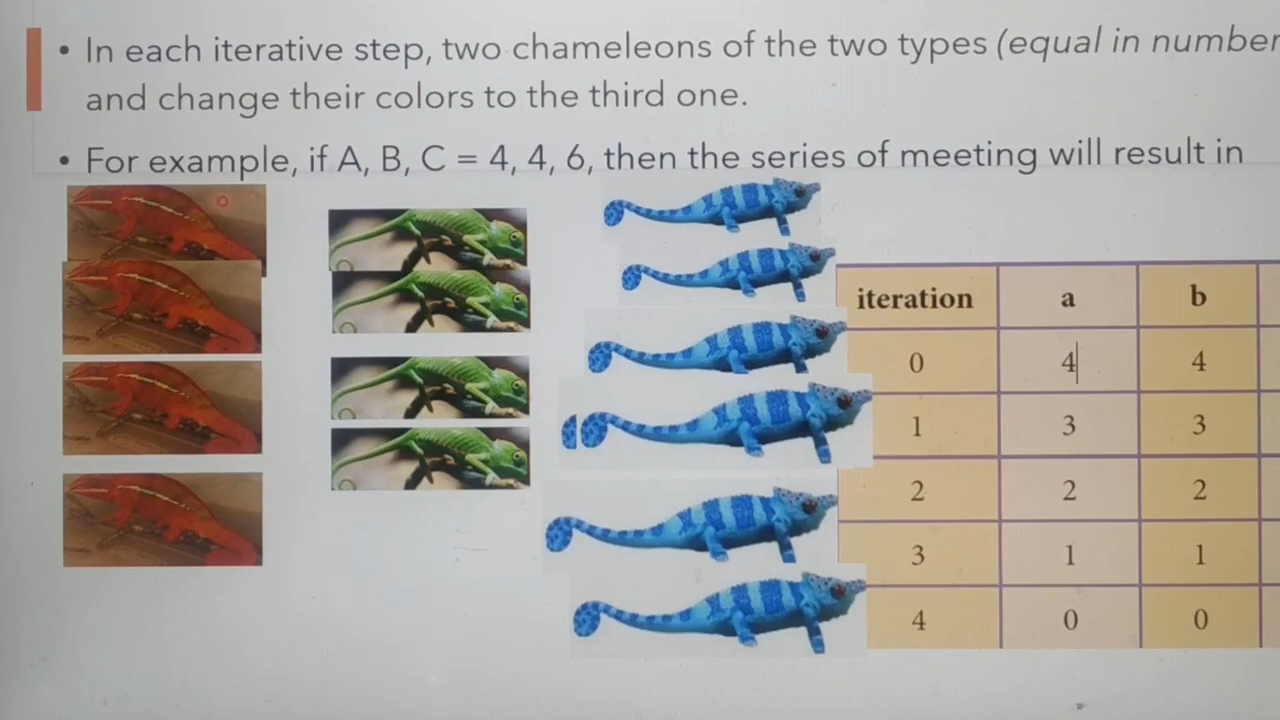 • In each iterative step, two chameleons of the two types (equal in number
and change their colors to the third one.
• For example, if A, B, C = 4, 4, 6, then the series of meeting will result in
iteration a b
0 4 4
1 3 3
2 2 2
3 1 1
4 0 0